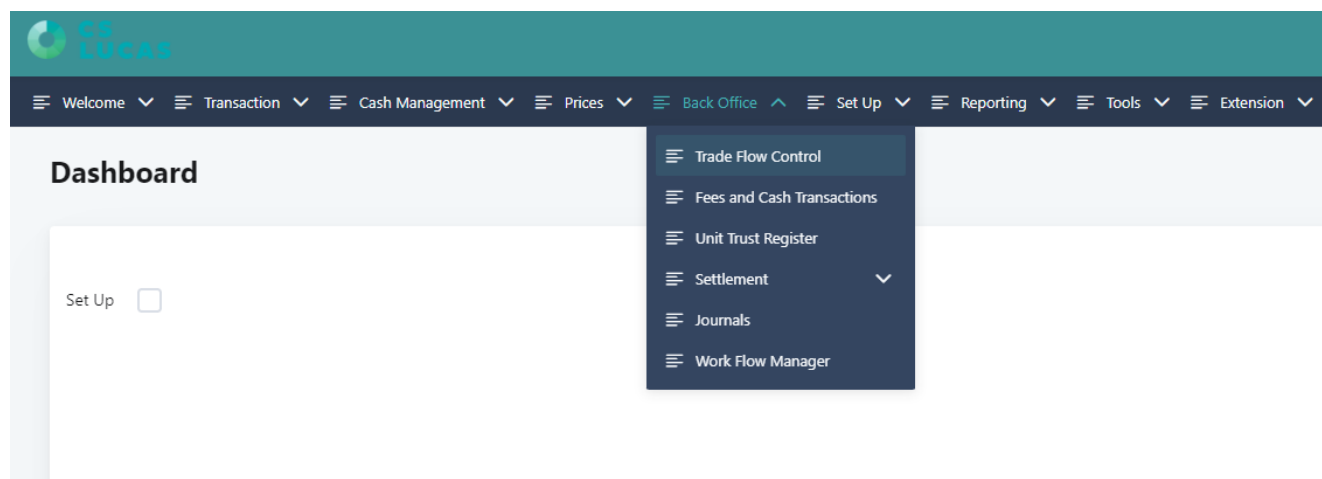 CS
LUCAS
Welcome Transaction Cash Management Prices Back Office Set Up Reporting Tools Extension
Trade Flow Control
Dashboard
Fees and Cash Transactions
Unit Trust Register
Settlement
Set Up
Journals
Work Flow Manager